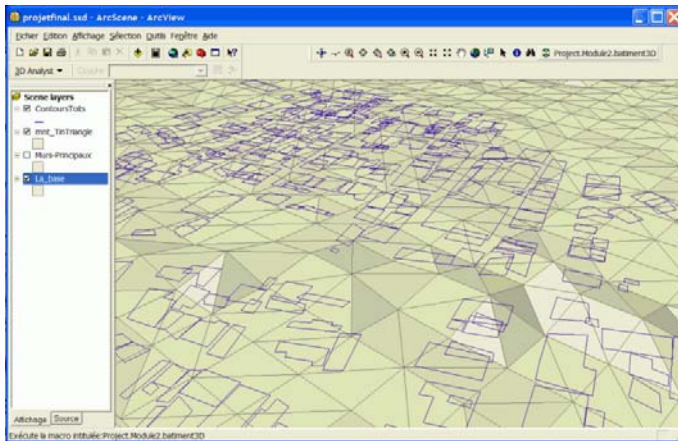 projetfinal.sxd - ArcScene - ArcView
Fichier Edition Affichage Sélection Outils Fenêtre Aide
Project.Module2.batiment3D
3D Analyst
Scene layers
ContoursToits
mnt_TinTriangle
Murs-Principaux
La_base
Affichage Source
Exécute la macro intitulée:Project.Module2.batiment3D